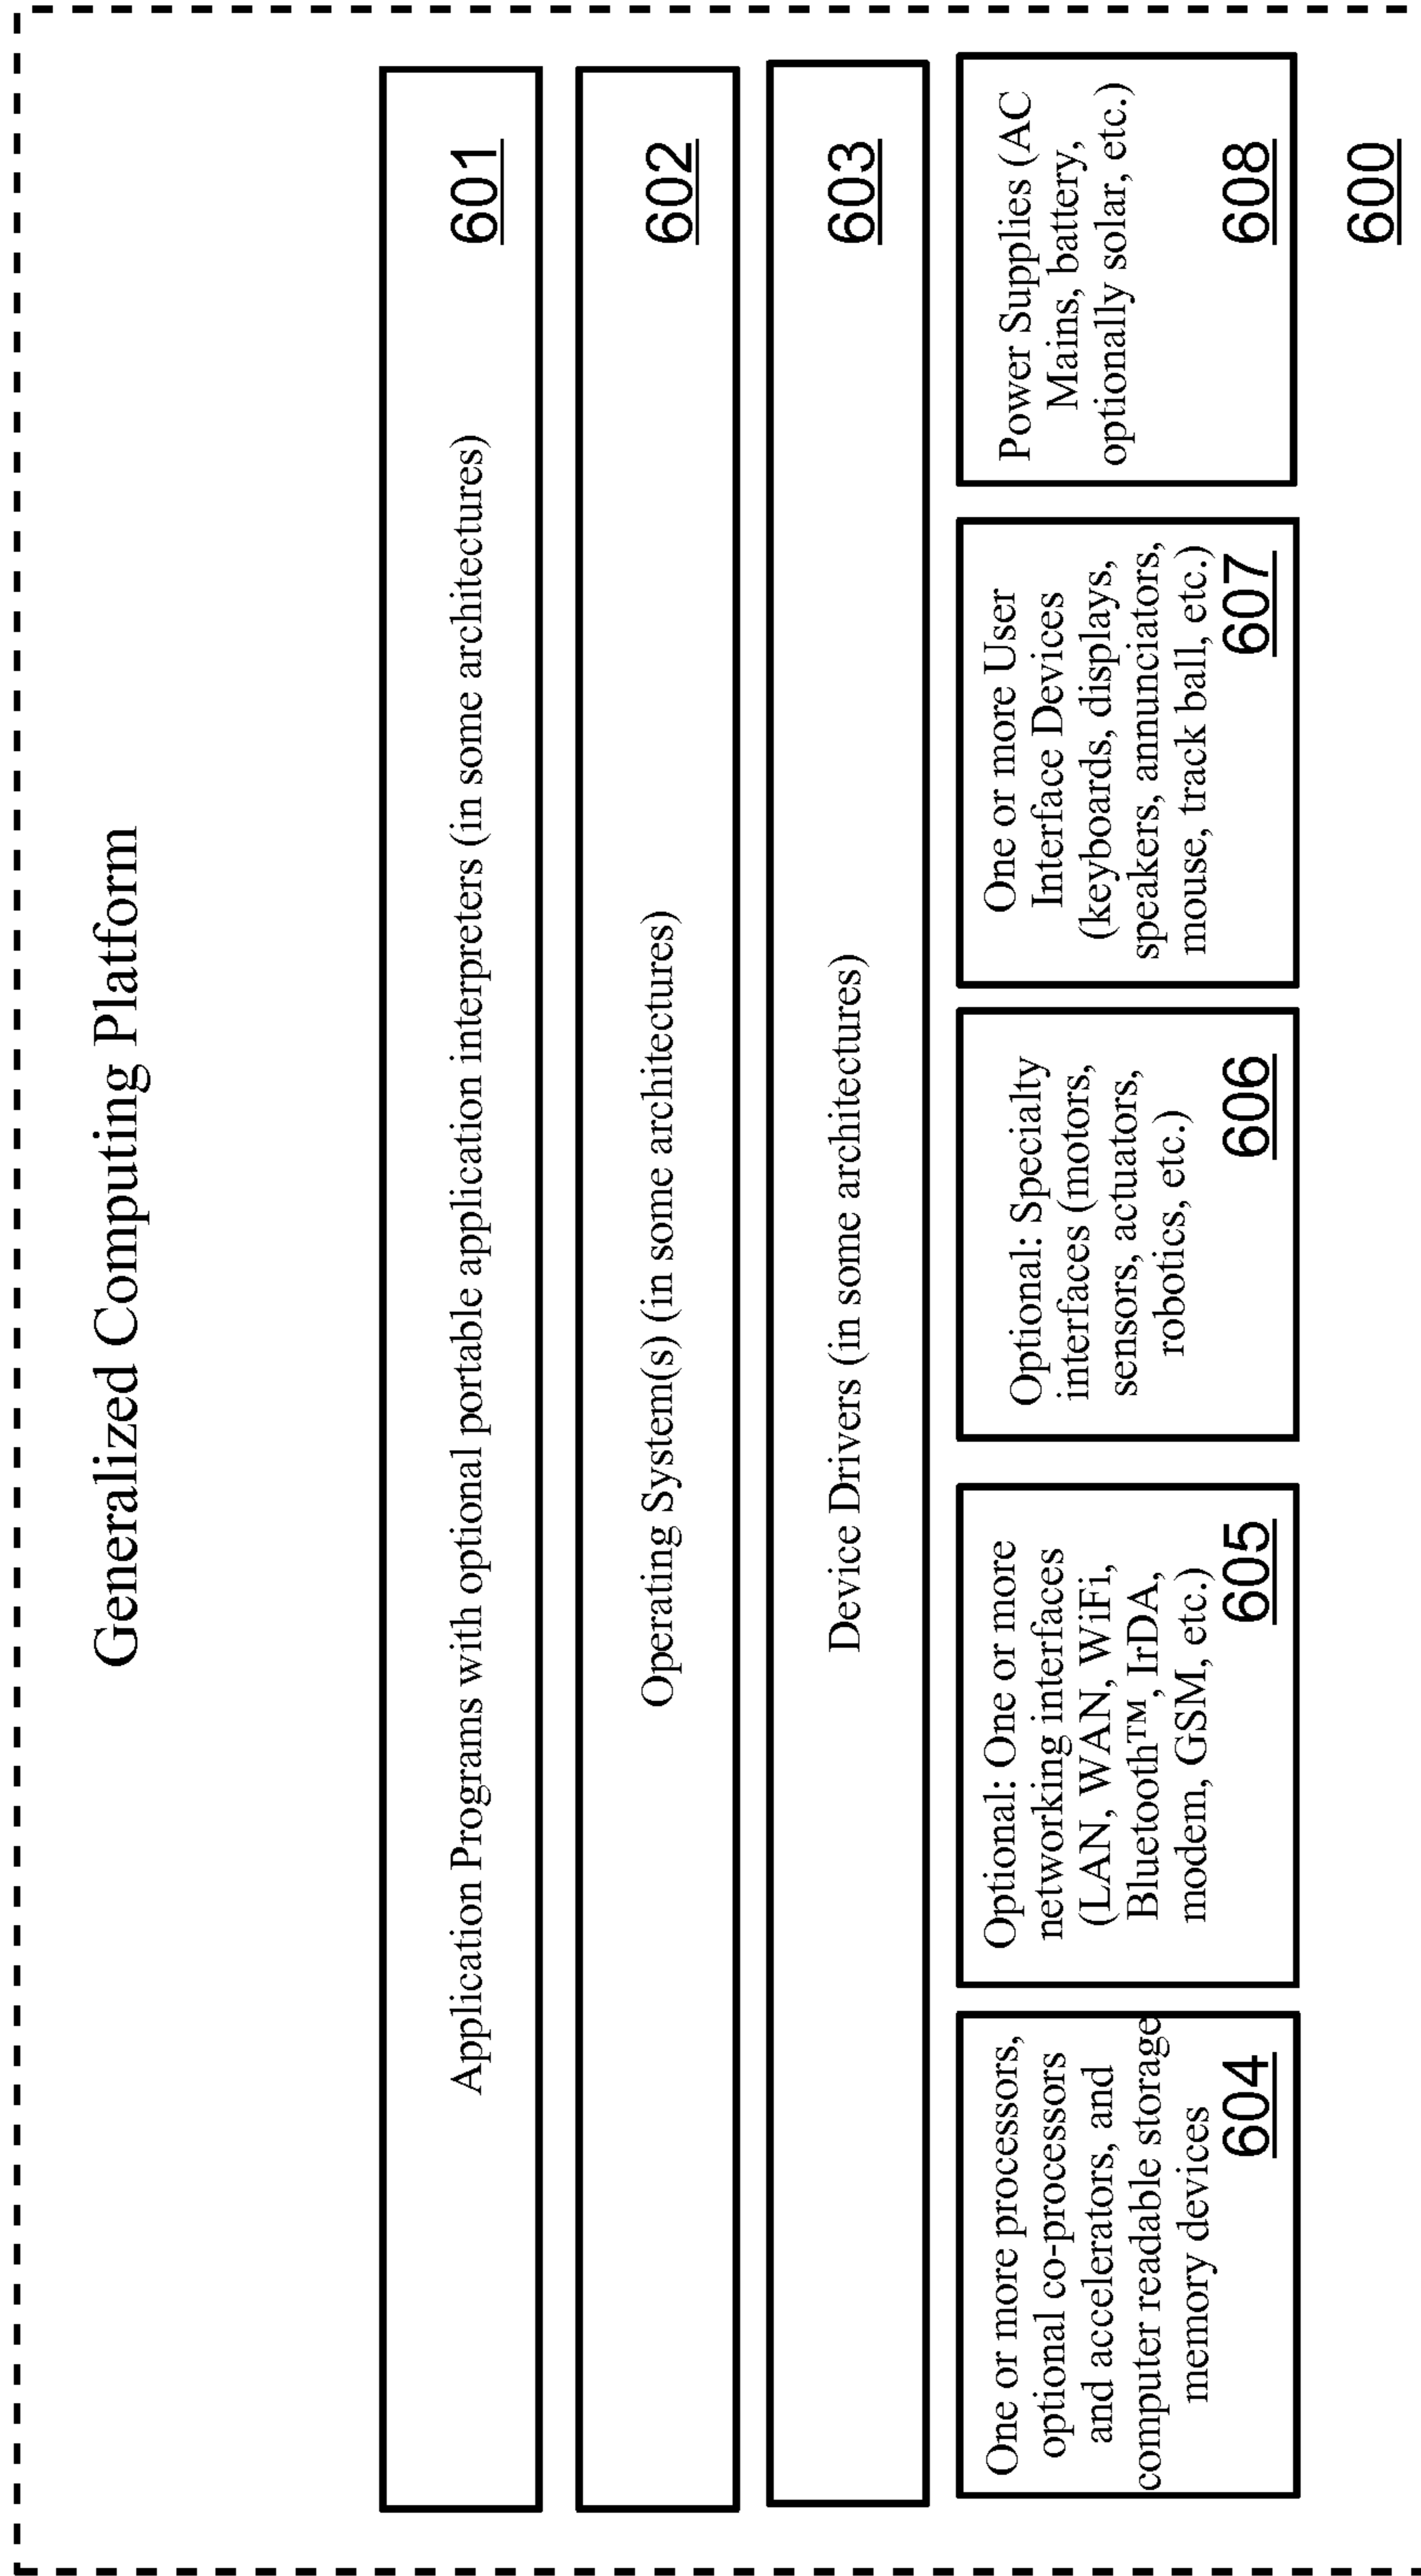 Generalized Computing Platform
Application Programs with optional portable application interpreters (in some architectures)
601
Operating System(s) (in some architectures)
602
Device Drivers (in some architectures)
603
One or more processors,
optional co-processors
and accelerators, and
computer readable storage
memory devices
604
Optional: One or more
networking interfaces
(LAN, WAN, WiFi,
Bluetooth™, IrDA,
modem, GSM, etc.)
605
Optional: Specialty
interfaces (motors,
sensors, actuators,
robotics, etc.)
606
One or more User
Interface Devices
(keyboards, displays,
speakers, annunciators,
mouse, track ball, etc.)
607
Power Supplies (AC
Mains, battery,
optionally solar, etc.)
608
600